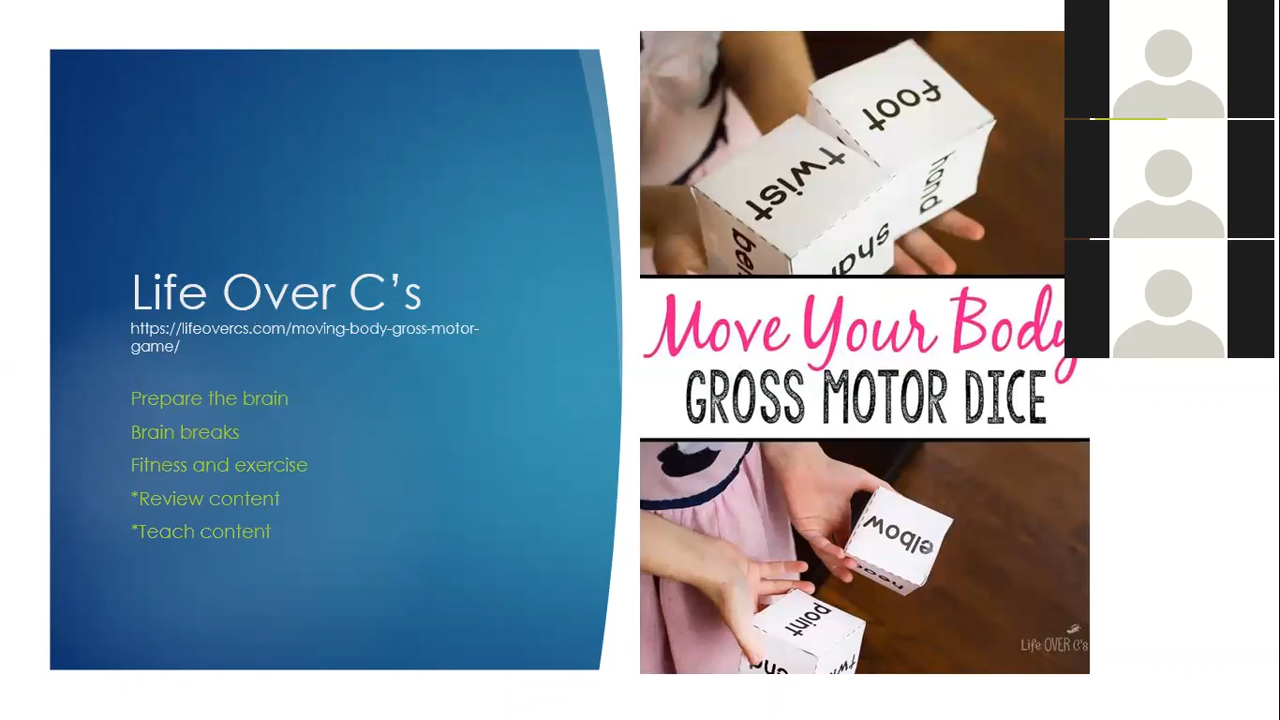 Life Over C’s
https://lifeovercs.com/moving-body-gross-motor-
game/
Prepare the brain
Brain breaks
Fitness and exercise
*Review content
*Teach content
foot
twist
hand
Move Your Body
GROSS MOTOR DICE
elbow
point
Life OVER C's